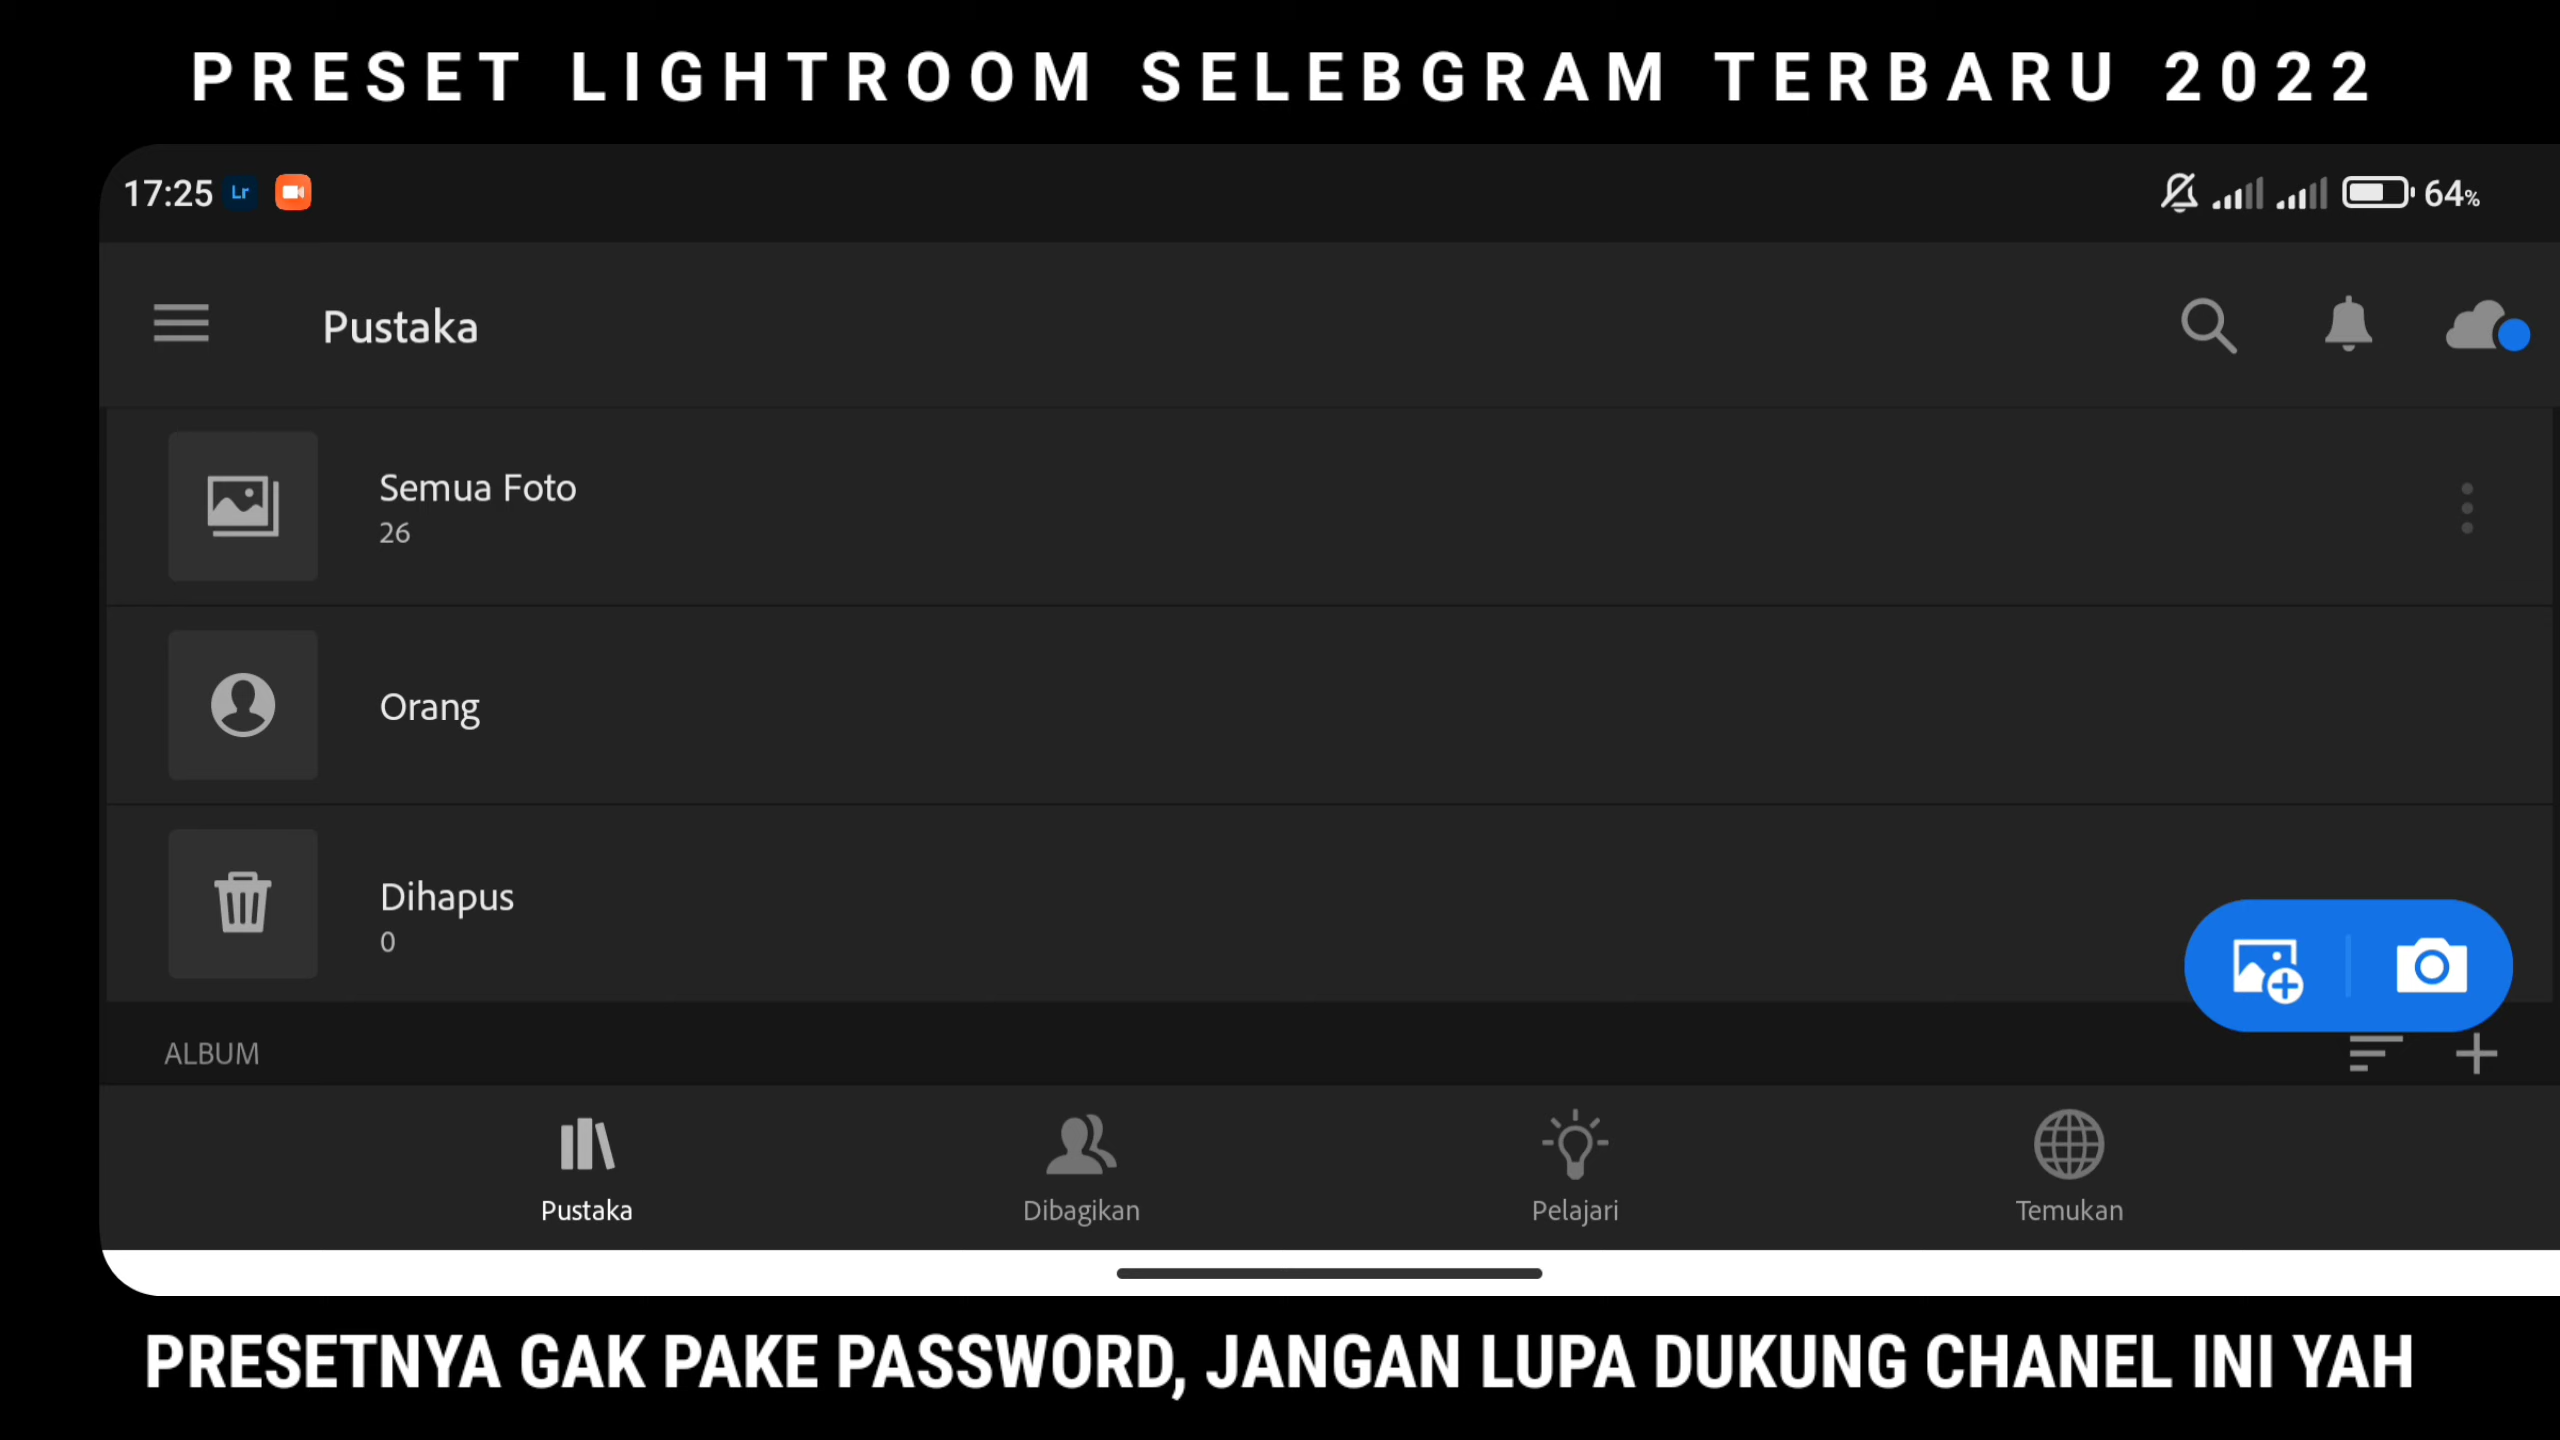 PRESET LIGHTROOM SELEBGRAM TERBARU 2022
17:25 Lr 64%
Pustaka
Semua Foto
26
Orang
Dihapus
0
ALBUM
Pustaka Dibagikan Pelajari Temukan
PRESETNYA GAK PAKE PASSWORD, JANGAN LUPA DUKUNG CHANEL INI YAH